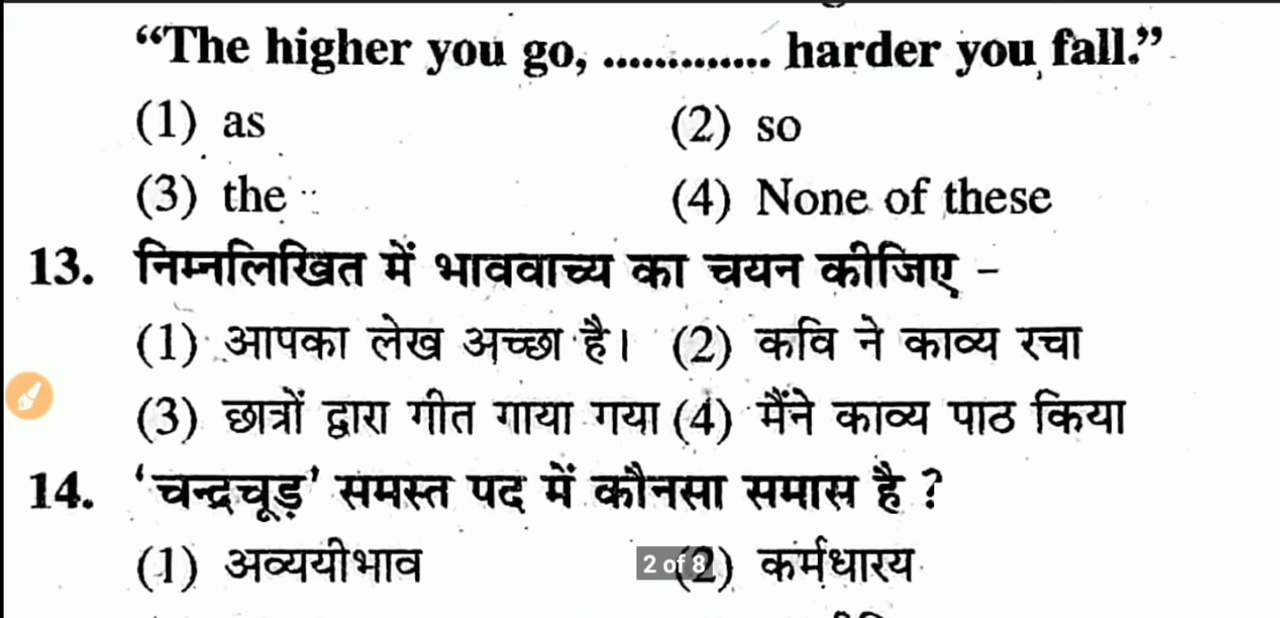 “The higher you go, ............. harder you fall.”
(1) as (2) so
(3) the (4) None of these
13. निम्नलिखित में भाववाच्य का चयन कीजिए –
(1) आपका लेख अच्छा है। (2) कवि ने काव्य रचा
(3) छात्रों द्वारा गीत गाया गया (4) मैंने काव्य पाठ किया
14. ‘चन्द्रचूड़’ समस्त पद में कौनसा समास है ?
(1) अव्ययीभाव (2) कर्मधारय
2 of 8